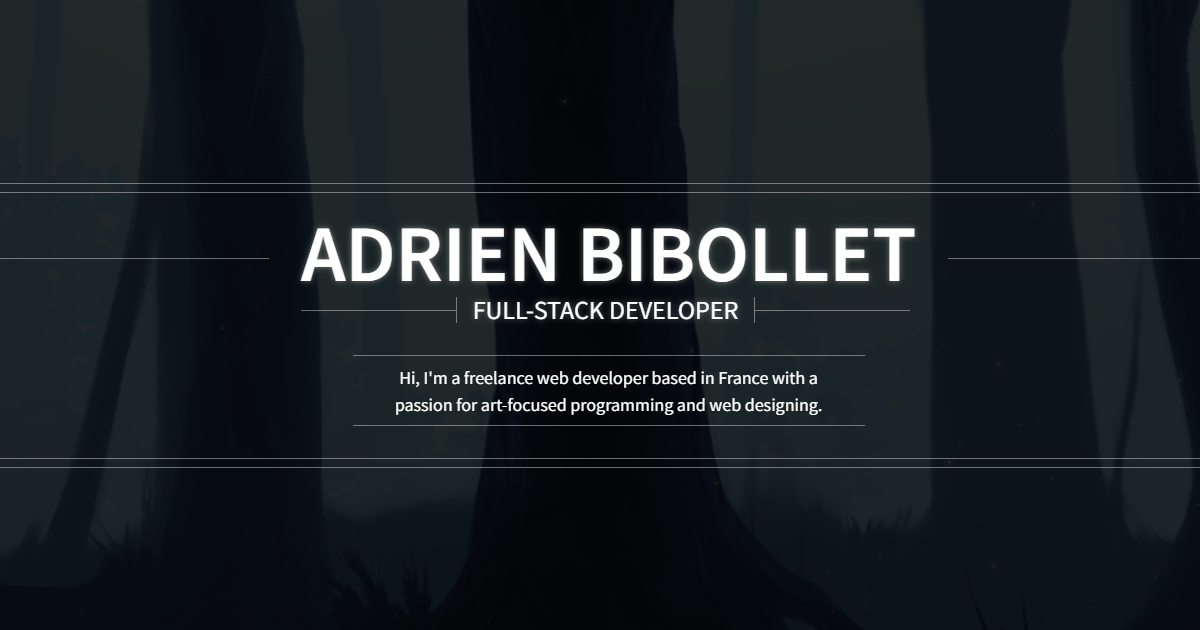 ADRIEN BIBOLLET
FULL-STACK DEVELOPER
Hi, I'm a freelance web developer based in France with a
passion for art-focused programming and web designing.